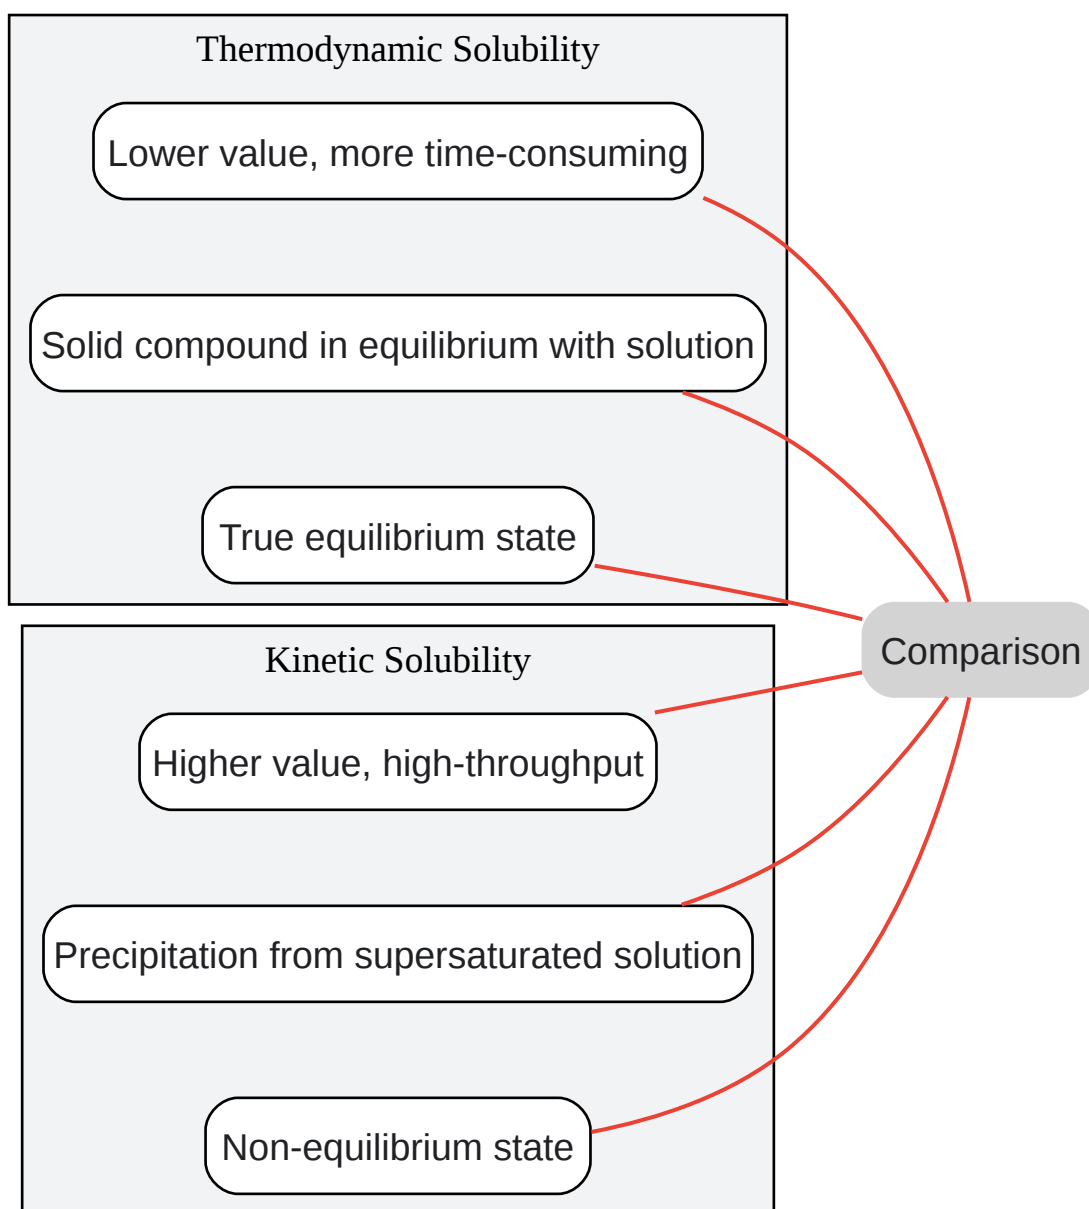 Thermodynamic Solubility
Lower value, more time-consuming
Solid compound in equilibrium with solution
True equilibrium state
Comparison
Kinetic Solubility
Higher value, high-throughput
Precipitation from supersaturated solution
Non-equilibrium state